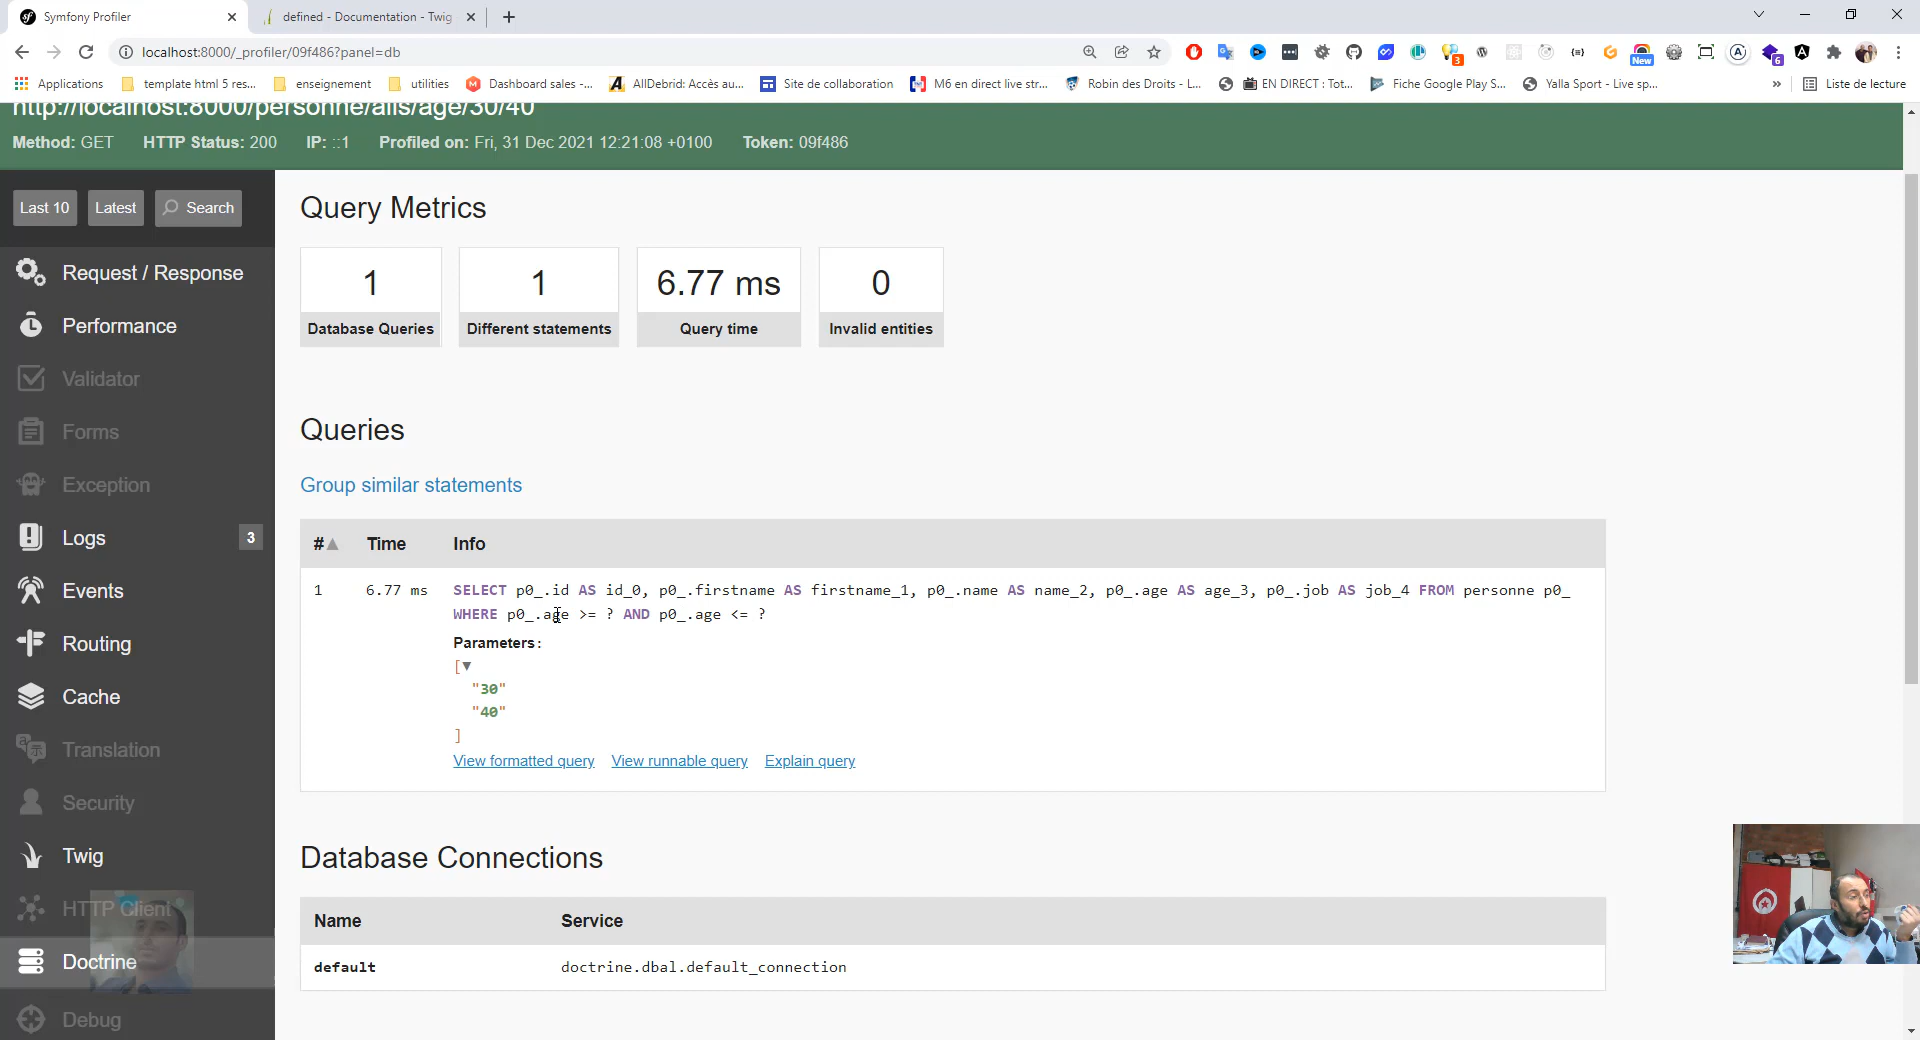 Symfony Profiler
defined - Documentation - Twig
localhost:8000/_profiler/09f486?panel=db
3
New
6
Applications
template html 5 res...
enseignement
utilities
Dashboard sales -...
AllDebrid: Accès au...
Site de collaboration
M6 en direct live str...
Robin des Droits - L...
EN DIRECT : Tot...
Fiche Google Play S...
Yalla Sport - Live sp...
»
Liste de lecture
http://localhost:8000/personne/alls/age/30/40
Method: GET HTTP Status: 200 IP: ::1 Profiled on: Fri, 31 Dec 2021 12:21:08 +0100 Token: 09f486
Last 10
Latest
Search
Request / Response
Performance
Validator
Forms
Exception
Logs 3
Events
Routing
Cache
Translation
Security
Twig
HTTP Client
Doctrine
Debug
Query Metrics
1
Database Queries
1
Different statements
6.77 ms
Query time
0
Invalid entities
Queries
Group similar statements
#▲ Time Info
1 6.77 ms SELECT p0_.id AS id_0, p0_.firstname AS firstname_1, p0_.name AS name_2, p0_.age AS age_3, p0_.job AS job_4 FROM personne p0_
WHERE p0_.age >= ? AND p0_.age <= ?
Parameters:
[▼
"30"
"40"
]
View formatted query View runnable query Explain query
Database Connections
Name Service
default doctrine.dbal.default_connection